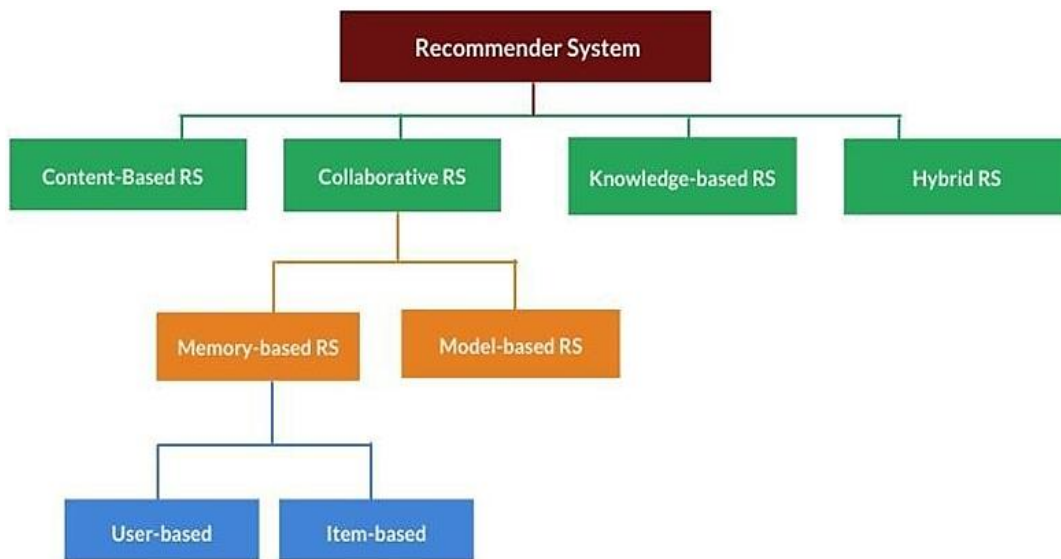 Recommender System
Content-Based RS
Collaborative RS
Knowledge-based RS
Hybrid RS
Memory-based RS
Model-based RS
User-based
Item-based